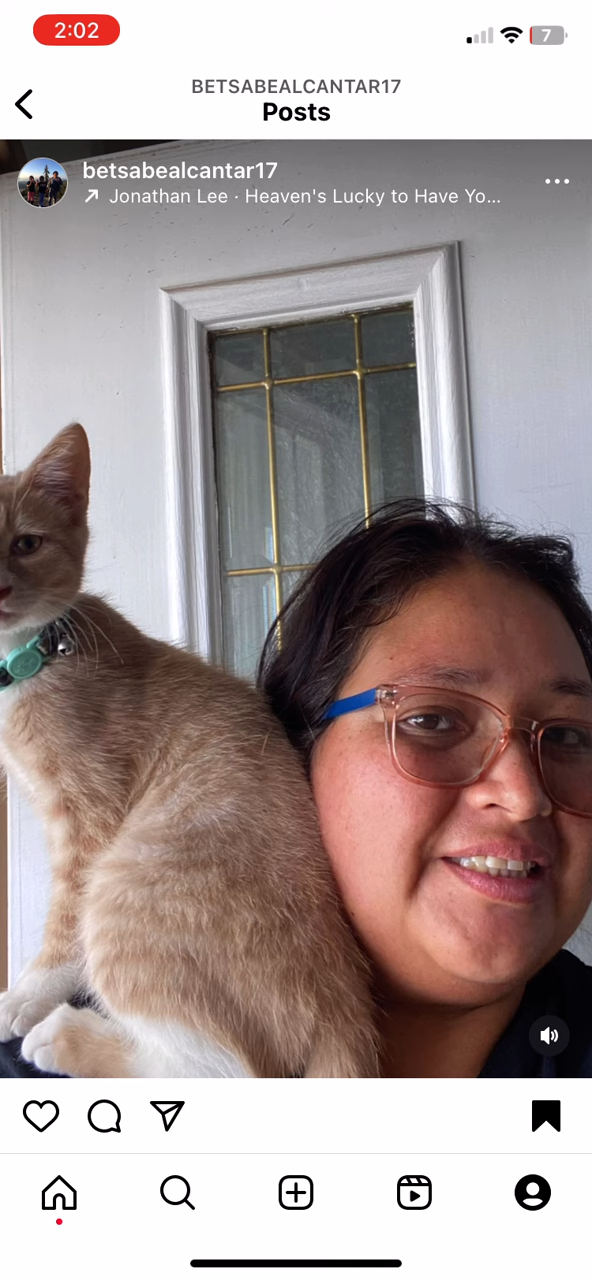 2:02
7
BETSABEALCANTAR17
Posts
betsabealcantar17
Jonathan Lee · Heaven's Lucky to Have Yo...